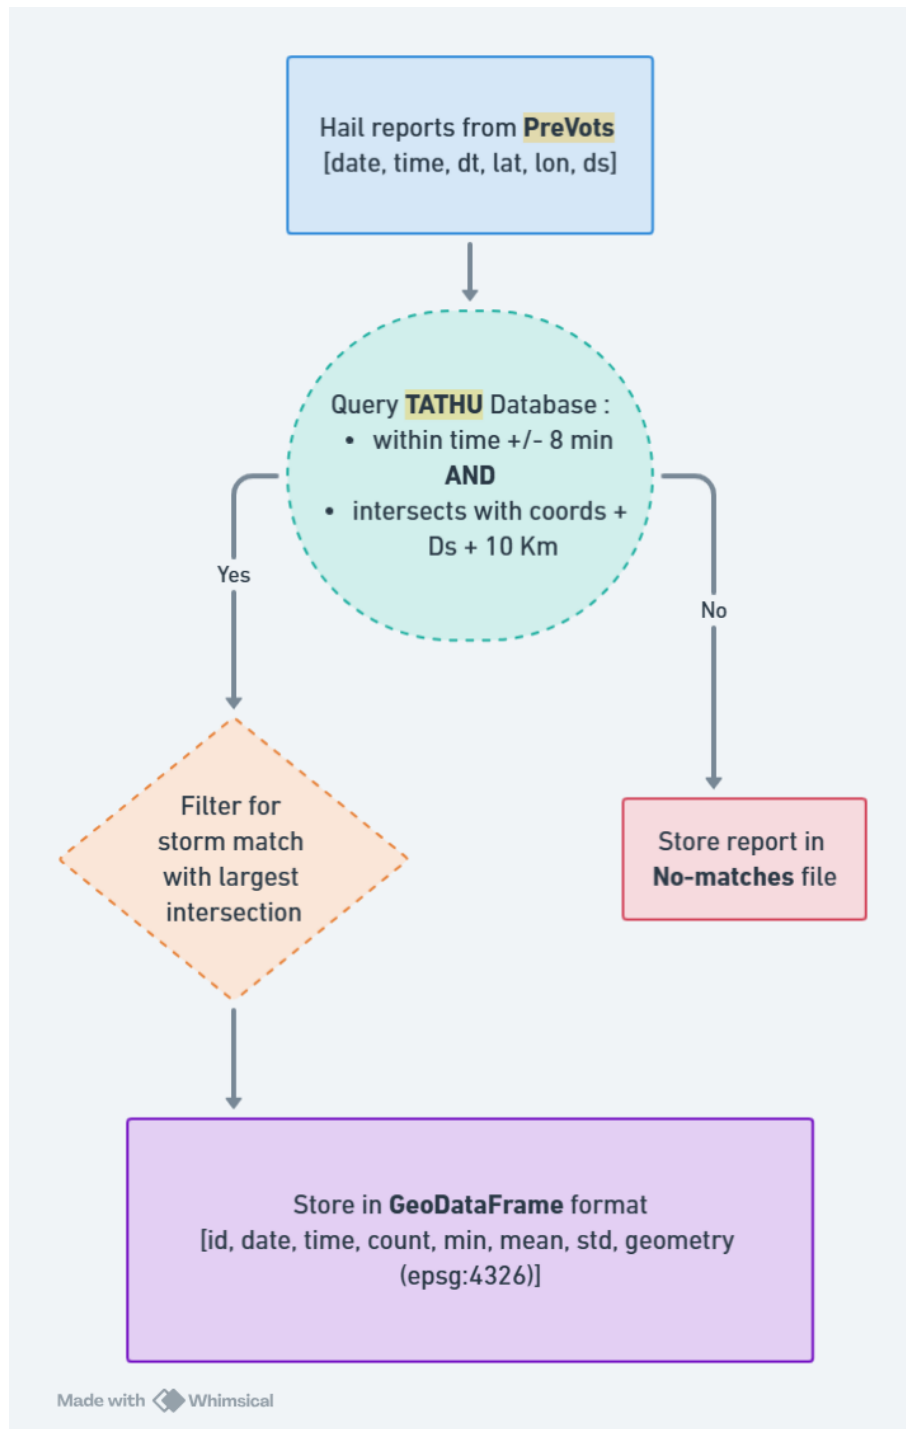 Hail reports from PreVots
[date, time, dt, lat, lon, ds]
Query TATHU Database :
• within time +/- 8 min
AND
• intersects with coords +
Ds + 10 Km
Yes
No
Filter for
storm match
with largest
intersection
Store report in
No-matches file
Store in GeoDataFrame format
[id, date, time, count, min, mean, std, geometry
(epsg:4326)]
Made with Whimsical